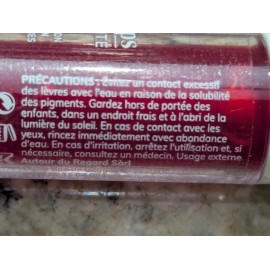 PRÉCAUTIONS : Évitez un contact excessif
des lèvres avec l'eau en raison de la solubilité
des pigments. Gardez hors de portée des
enfants, dans un endroit frais et à l'abri de la
lumière du soleil. En cas de contact avec les
yeux, rincez immédiatement avec abondance
d'eau. En cas d'irritation, arrêtez l'utilisation et, si
nécessaire, consultez un médecin. Usage externe
Autour du Regard Sàrl